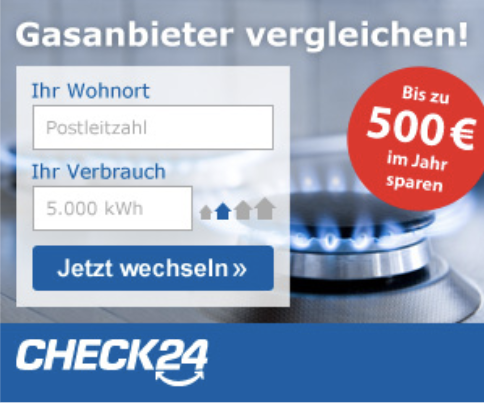 Gasanbieter vergleichen!
Ihr Wohnort
Postleitzahl
Ihr Verbrauch
5.000 kWh
Jetzt wechseln »
Bis zu
500 €
im Jahr
sparen
CHECK24